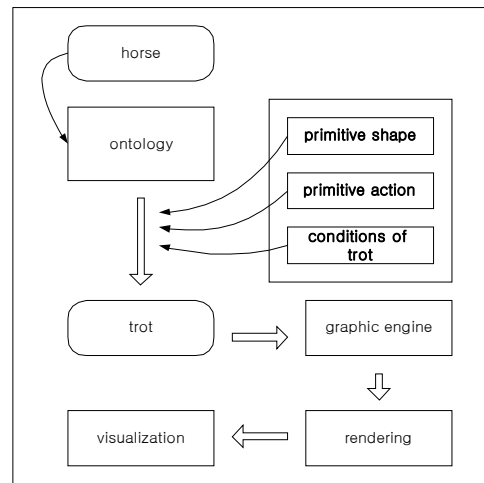 horse
ontology
primitive shape
primitive action
conditions of
trot
trot
graphic engine
visualization
rendering